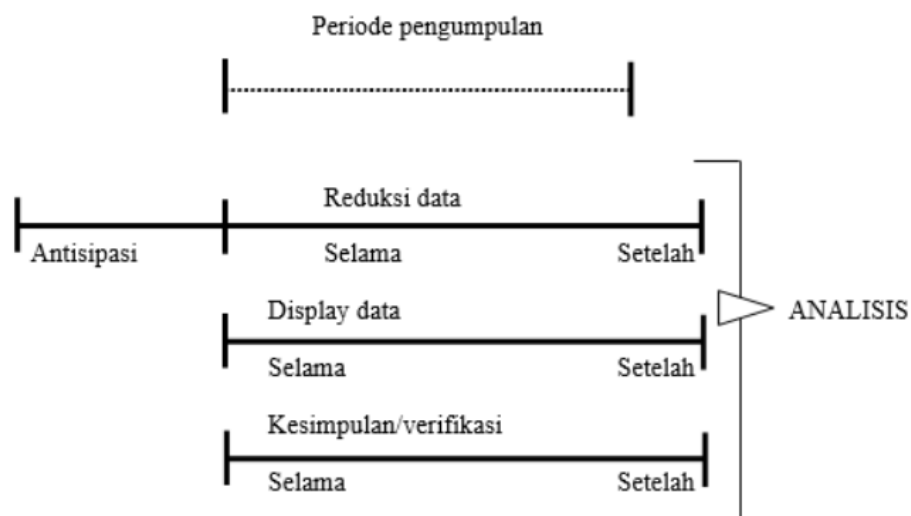 Periode pengumpulan
Reduksi data
Antisipasi Selama Setelah
Display data
ANALISIS
Selama Setelah
Kesimpulan/verifikasi
Selama Setelah